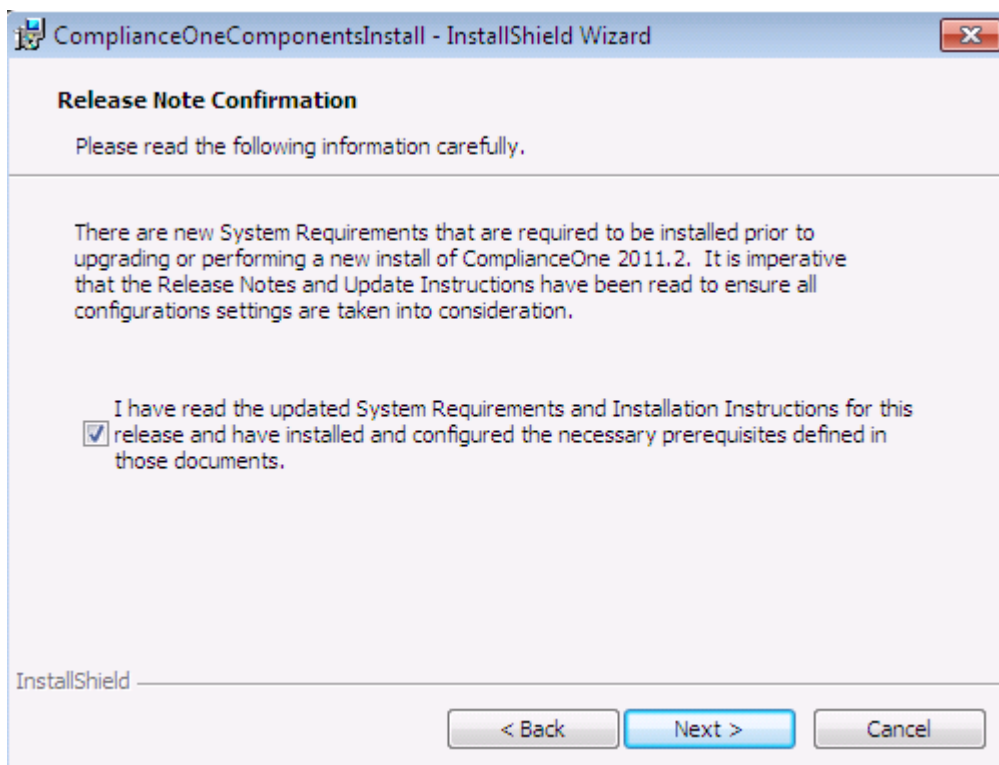 ComplianceOneComponentsInstall - InstallShield Wizard
Release Note Confirmation
Please read the following information carefully.
There are new System Requirements that are required to be installed prior to
upgrading or performing a new install of ComplianceOne 2011.2.  It is imperative
that the Release Notes and Update Instructions have been read to ensure all
configurations settings are taken into consideration.
I have read the updated System Requirements and Installation Instructions for this
release and have installed and configured the necessary prerequisites defined in
those documents.
InstallShield
< Back Next > Cancel